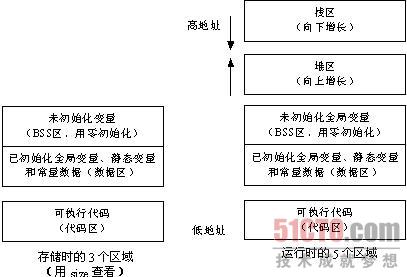 栈区
(向下增长)
高地址
堆区
(向上增长)
未初始化变量
(BSS区，用零初始化)
已初始化全局变量、静态变量
和常量数据(数据区)
可执行代码
(代码区)
存储时的3个区域
(用 size 查看)
未初始化全局变量
(BSS区，用零初始化)
已初始化全局变量、静态变量
和常量数据(数据区)
可执行代码
(代码区)
低地址
运行时的5个区域
51CTO.com
技术成就梦想